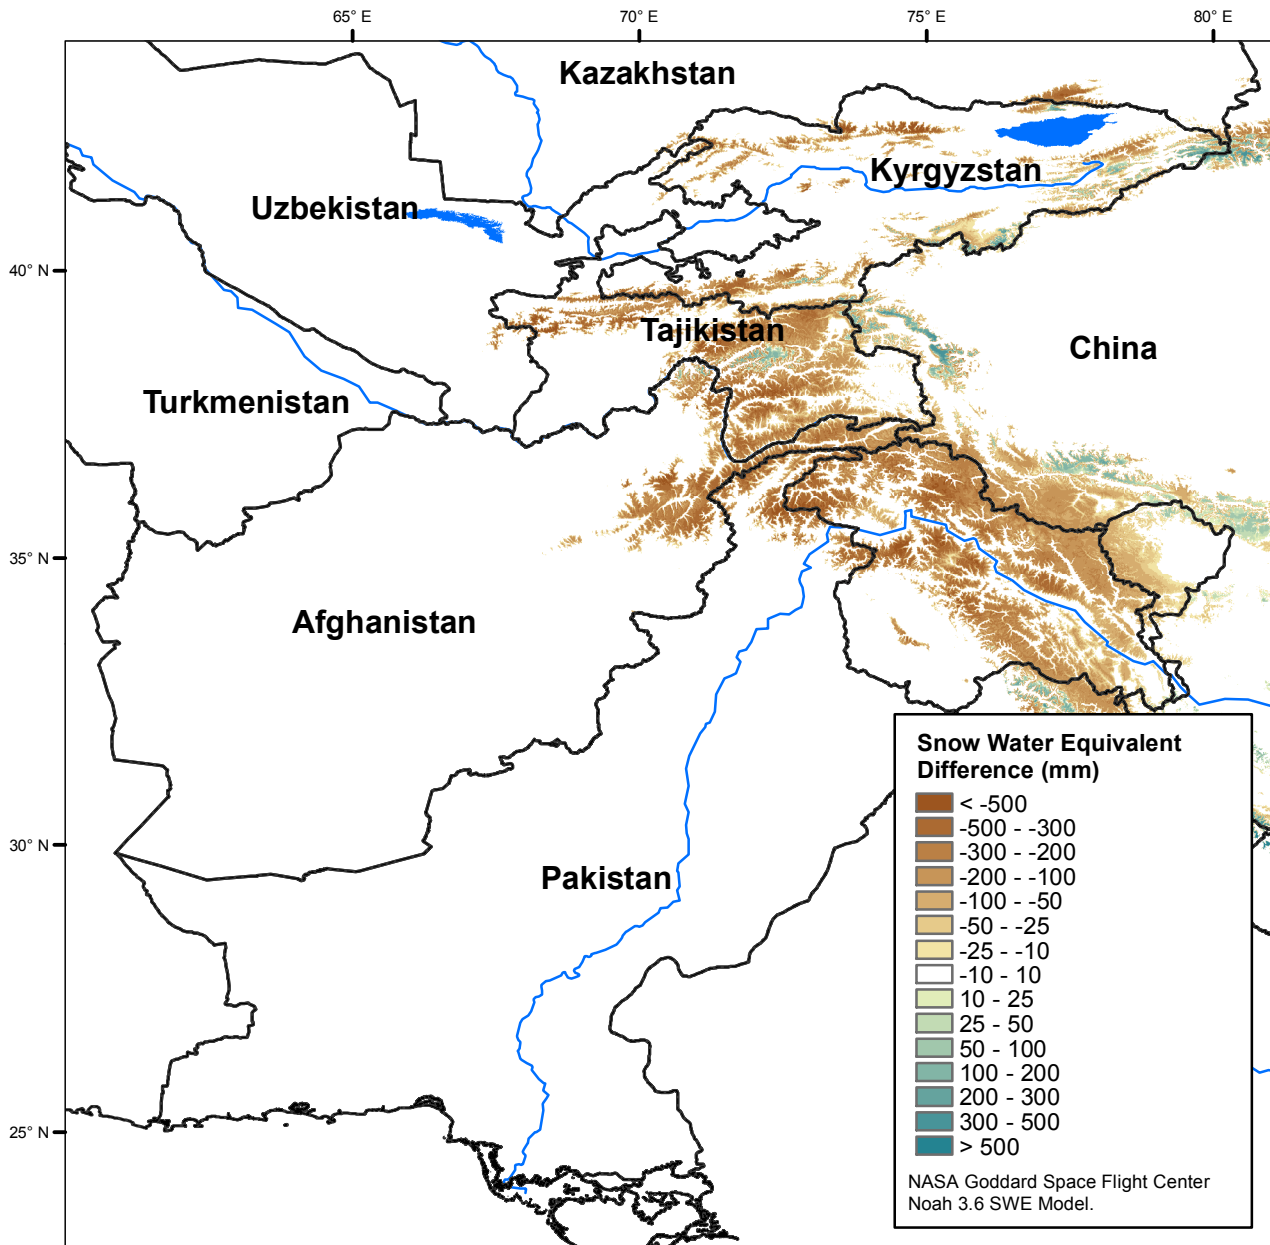 65° E
70° E
75° E
80° E
Kazakhstan
Kyrgyzstan
Uzbekistan
40° N
Tajikistan
China
Turkmenistan
35° N
Afghanistan
30° N
Pakistan
25° N
Snow Water Equivalent
Difference (mm)
< -500
-500 - -300
-300 - -200
-200 - -100
-100 - -50
-50 - -25
-25 - -10
-10 - 10
10 - 25
25 - 50
50 - 100
100 - 200
200 - 300
300 - 500
> 500
NASA Goddard Space Flight Center
Noah 3.6 SWE Model.